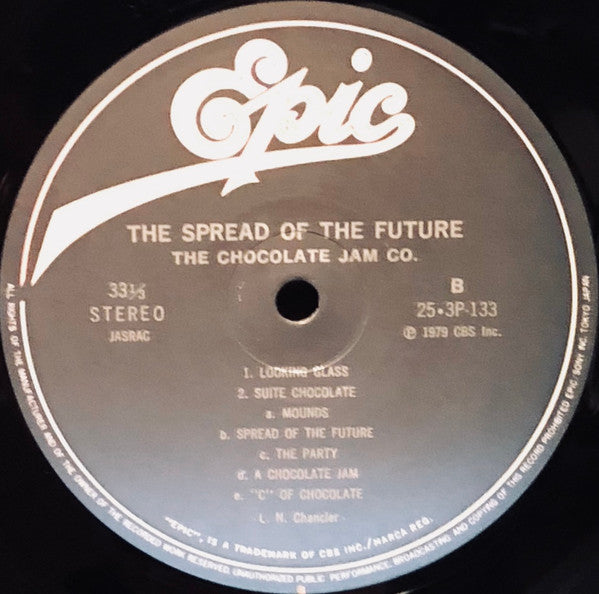 Epic
THE SPREAD OF THE FUTURE
THE CHOCOLATE JAM CO.
33⅓
STEREO
JASRAC
B
25・3P-133
Ⓟ 1979 CBS Inc.
1. LOOKING GLASS
2. SUITE CHOCOLATE
a. MOUNDS
b. SPREAD OF THE FUTURE
c. THE PARTY
d. A CHOCOLATE JAM
e. "C" OF CHOCOLATE
L. N. Chancler
"EPIC", IS A TRADEMARK OF CBS INC./MARCA REG.
ALL RIGHTS OF THE MANUFACTURER AND OF THE OWNER OF THE RECORDED WORK RESERVED. UNAUTHORIZED PUBLIC PERFORMANCE, BROADCASTING AND COPYING OF THIS RECORD PROHIBITED EPIC/SONY INC. TOKYO JAPAN